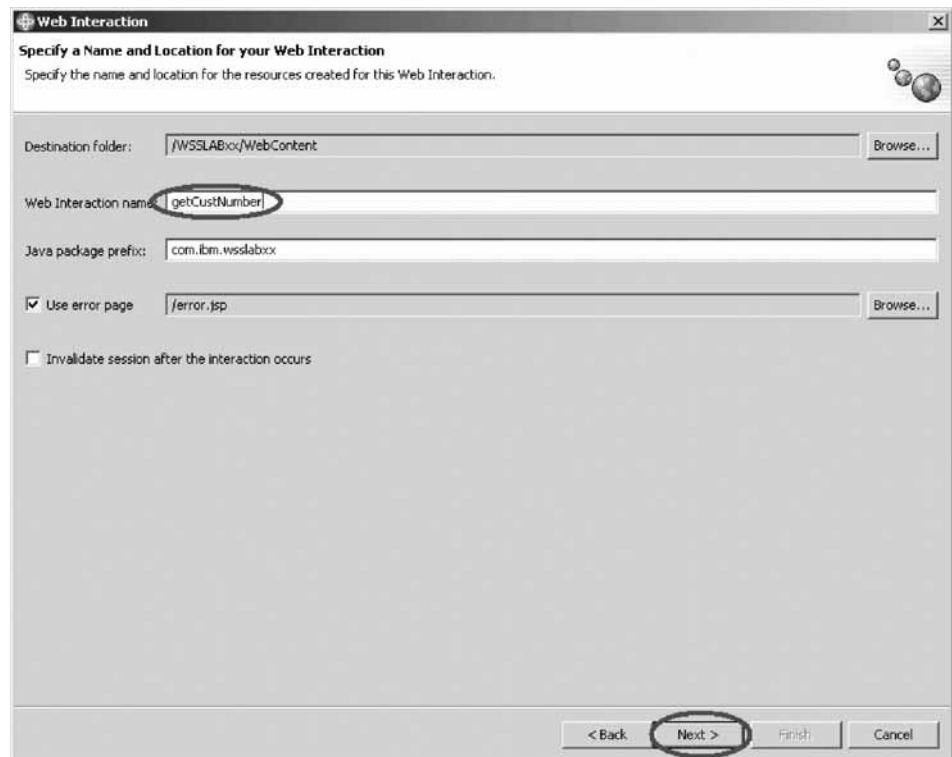 Web Interaction
Specify a Name and Location for your Web Interaction
Specify the name and location for the resources created for this Web Interaction.
Destination folder: /WSSLABxx/WebContent Browse...
Web Interaction name: getCustNumber
Java package prefix: com.ibm.wsslabxx
Use error page /error.jsp Browse...
Invalidate session after the interaction occurs
< Back Next > Finish Cancel